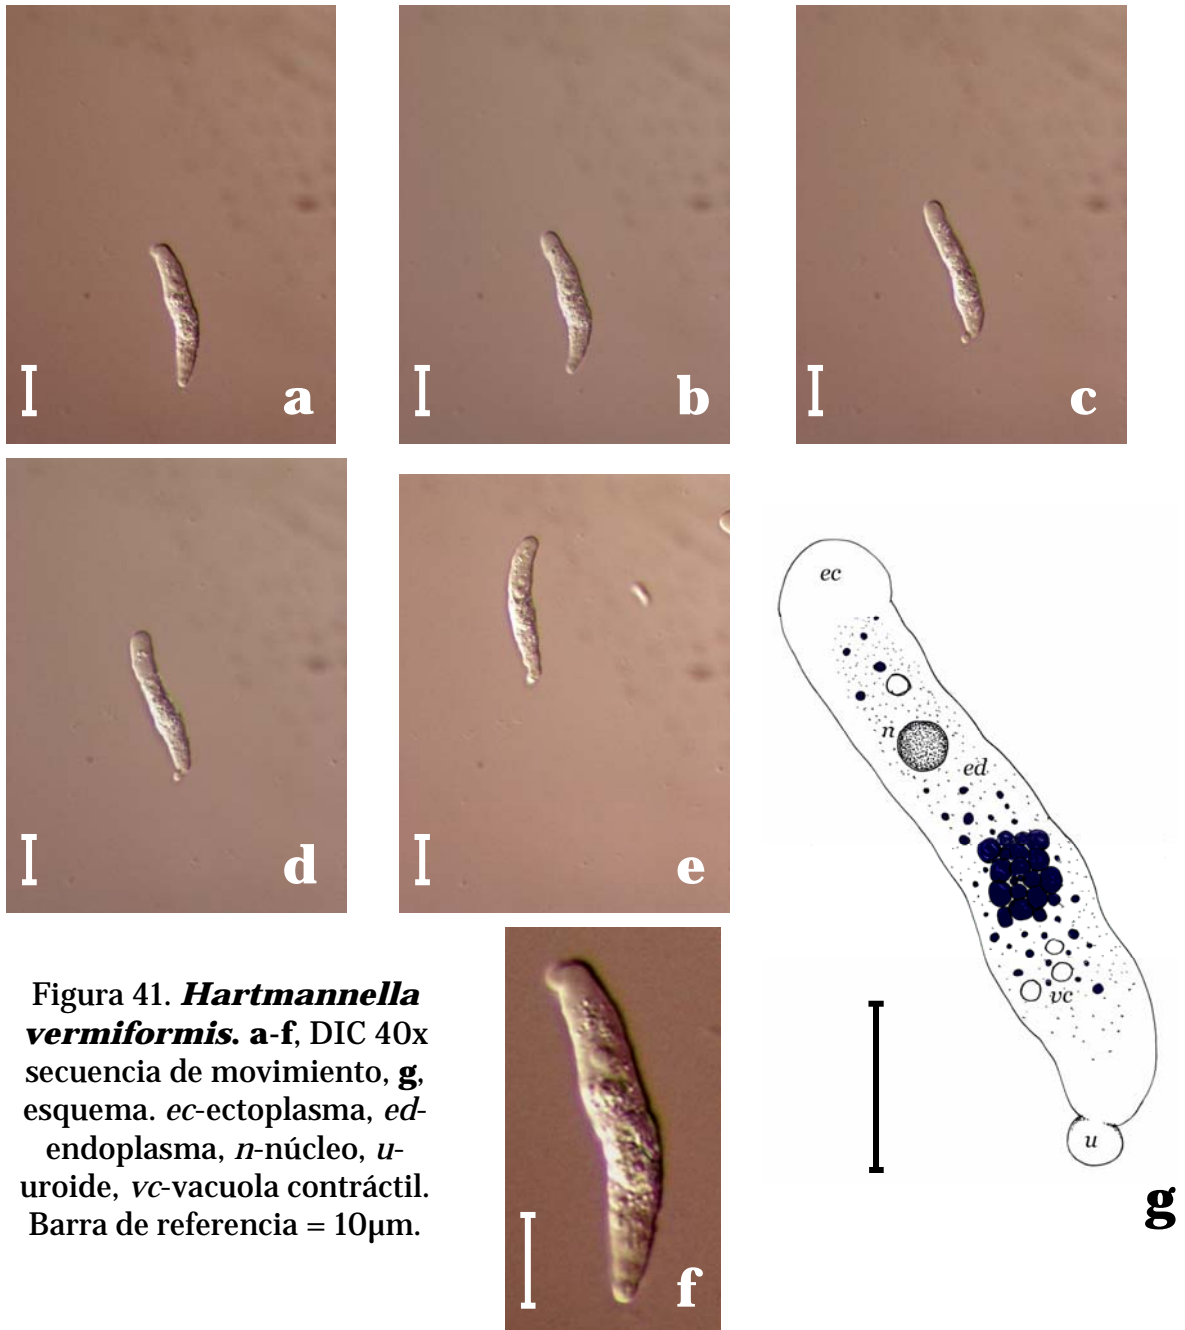 a
b
c
d
e
ec
n
ed
vc
u
g
f
Figura 41. Hartmannella
vermiformis. a-f, DIC 40x
secuencia de movimiento, g,
esquema. ec-ectoplasma, ed-
endoplasma, n-núcleo, u-
uroide, vc-vacuola contráctil.
Barra de referencia = 10µm.